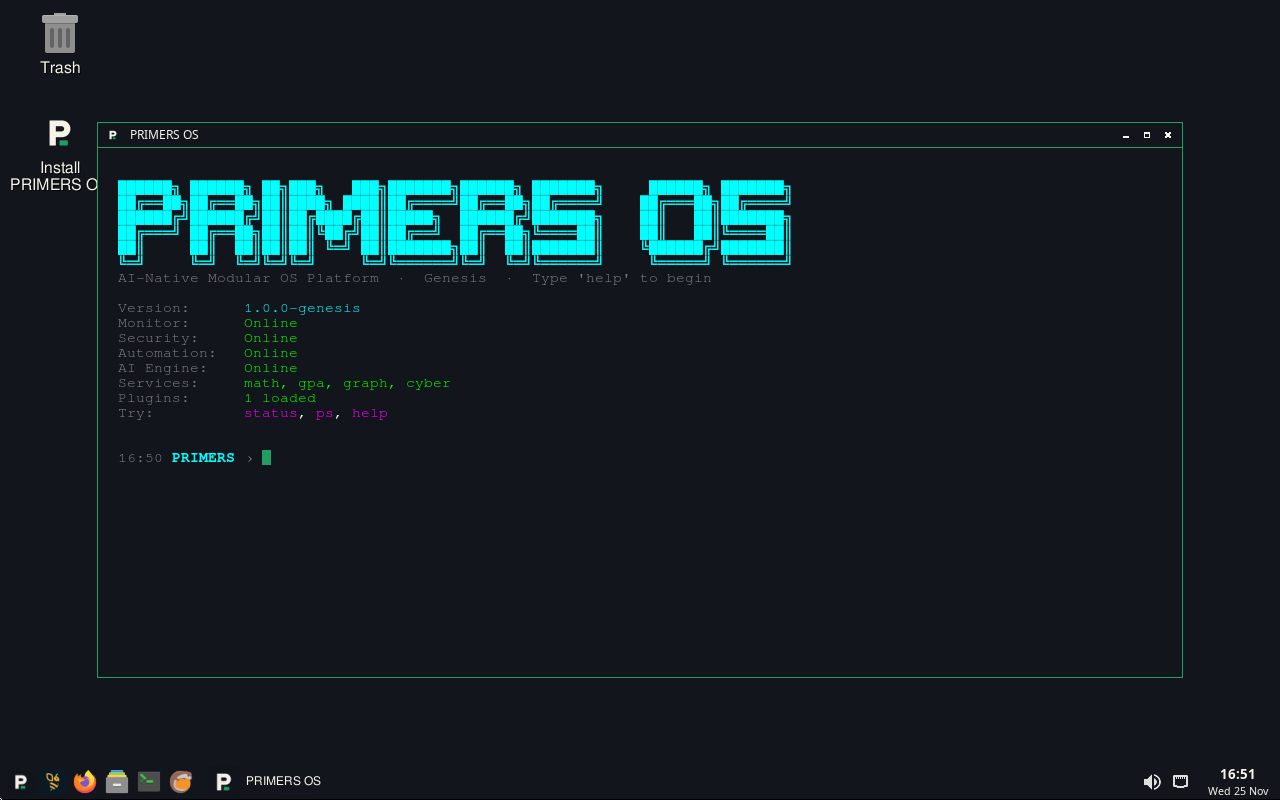 Trash
Install
PRIMERS O
PRIMERS OS
PRIMERS OS
AI-Native Modular OS Platform · Genesis · Type 'help' to begin
Version: 1.0.0-genesis
Monitor: Online
Security: Online
Automation: Online
AI Engine: Online
Services: math, gpa, graph, cyber
Plugins: 1 loaded
Try: status, ps, help
16:50 PRIMERS ›
PRIMERS OS
16:51
Wed 25 Nov